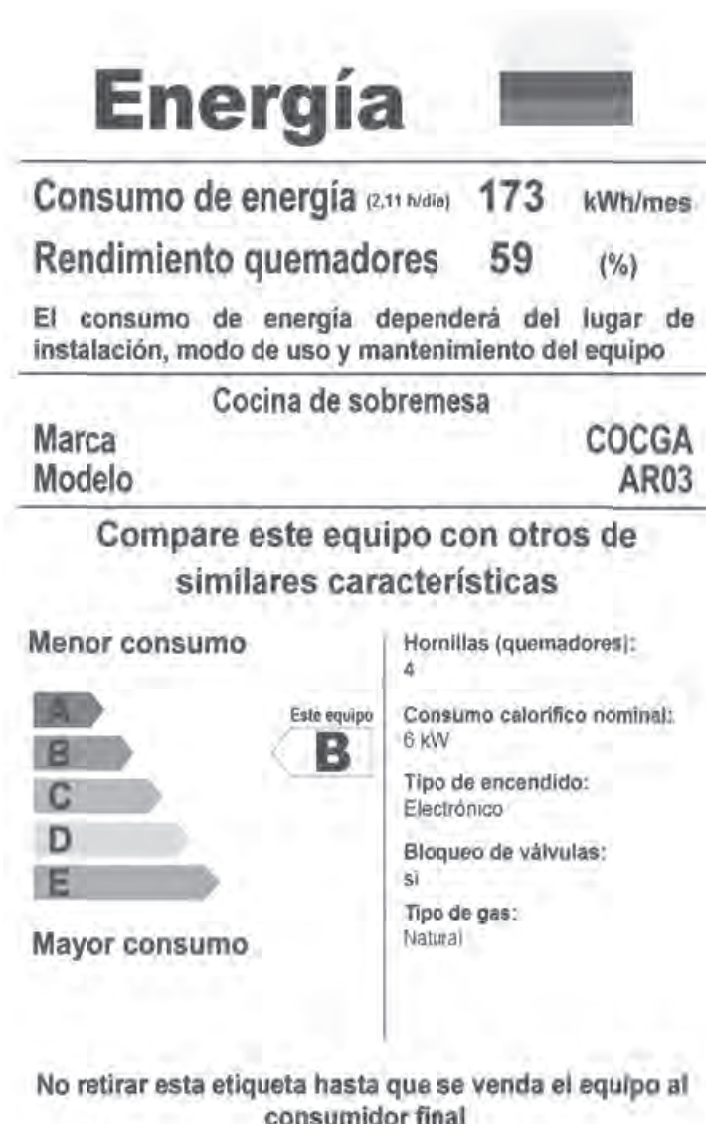 Energía
Consumo de energía (2,11 h/día) 173 kWh/mes
Rendimiento quemadores 59 (%)
El consumo de energía dependerá del lugar de
instalación, modo de uso y mantenimiento del equipo
Cocina de sobremesa
Marca COCGA
Modelo AR03
Compare este equipo con otros de
similares características
Menor consumo
A
B
C
D
E
Mayor consumo
Este equipo
B
Hornillas (quemadores):
4
Consumo calorífico nominal:
6 kW
Tipo de encendido:
Electrónico
Bloqueo de válvulas:
si
Tipo de gas:
Natural
No retirar esta etiqueta hasta que se venda el equipo al
consumidor final